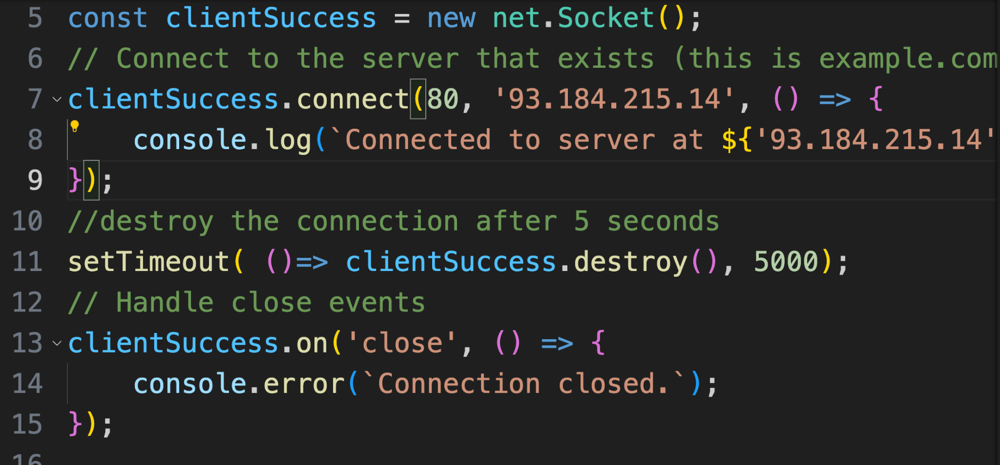 5 const clientSuccess = new net.Socket();
6 // Connect to the server that exists (this is example.com
7 clientSuccess.connect(80, '93.184.215.14', () => {
8 console.log(`Connected to server at ${'93.184.215.14'
9 });
10 //destroy the connection after 5 seconds
11 setTimeout( ()=> clientSuccess.destroy(), 5000);
12 // Handle close events
13 clientSuccess.on('close', () => {
14 console.error(`Connection closed.`);
15 });
16